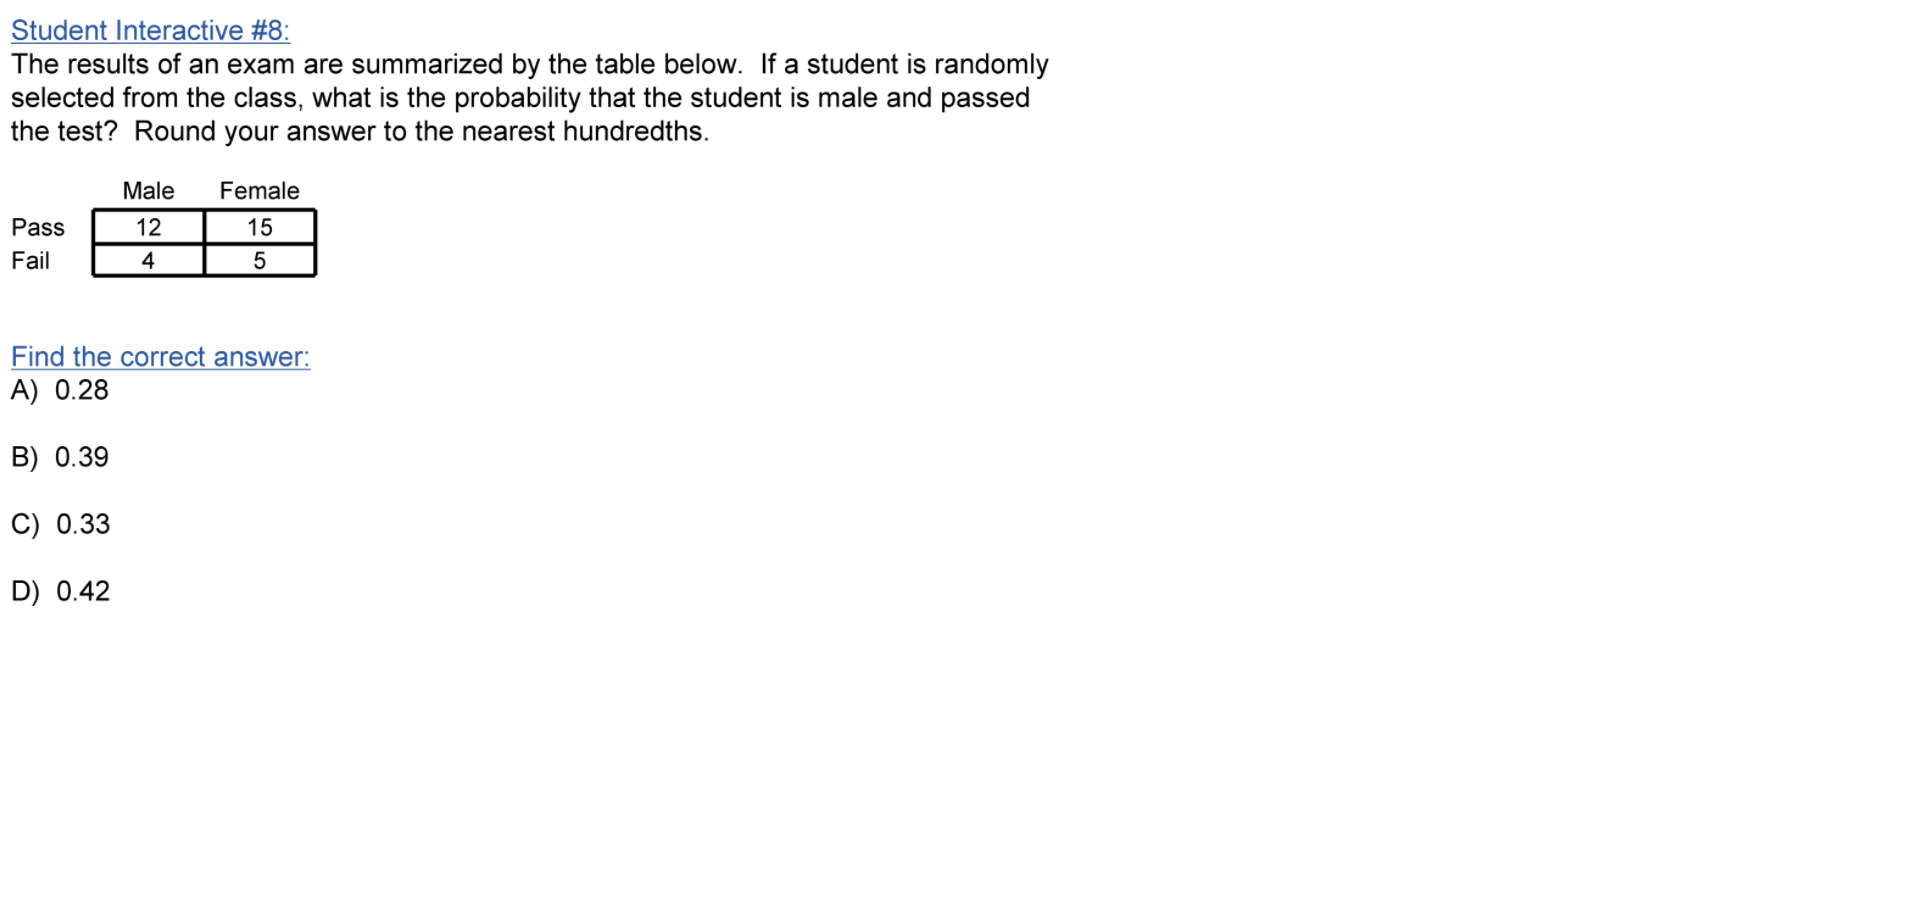 Student Interactive #8:
The results of an exam are summarized by the table below.  If a student is randomly
selected from the class, what is the probability that the student is male and passed
the test?  Round your answer to the nearest hundredths.
Male Female
Pass 12 15
Fail 4 5
Find the correct answer:
A)  0.28
B)  0.39
C)  0.33
D)  0.42